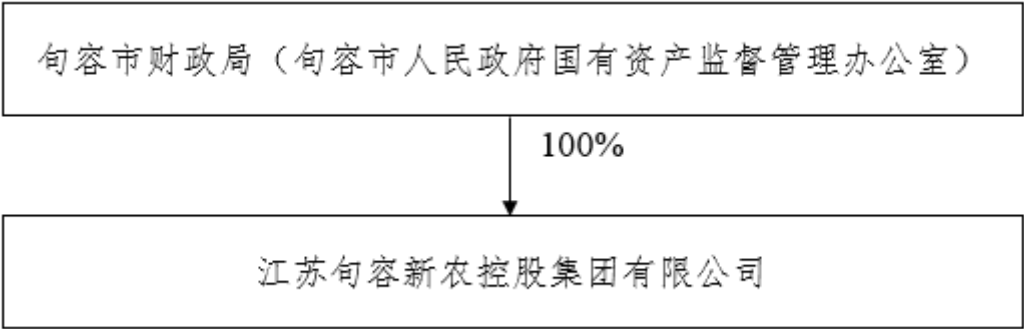 句容市财政局（句容市人民政府国有资产监督管理办公室）
100%
江苏句容新农控股集团有限公司